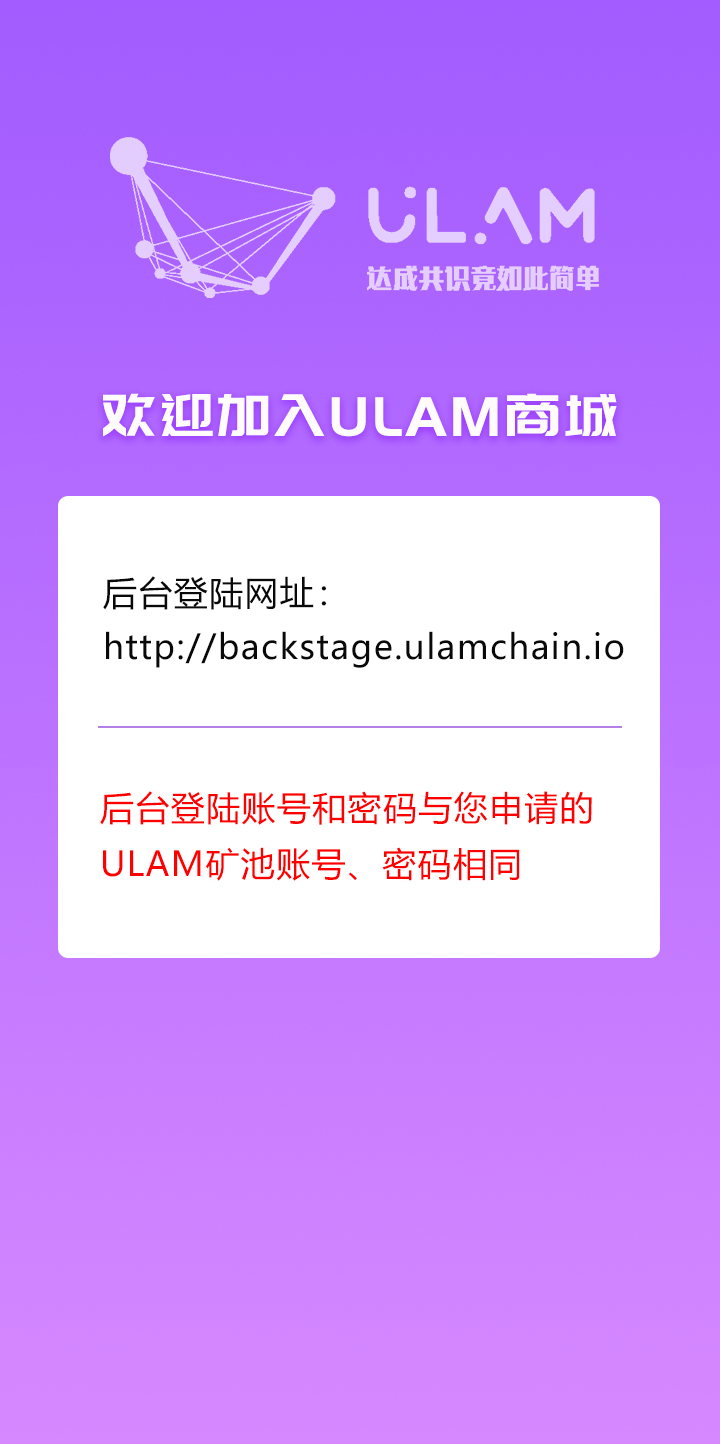 ULAM
达成共识竟如此简单
欢迎加入ULAM商城
后台登陆网址：
http://backstage.ulamchain.io
后台登陆账号和密码与您申请的
ULAM矿池账号、密码相同